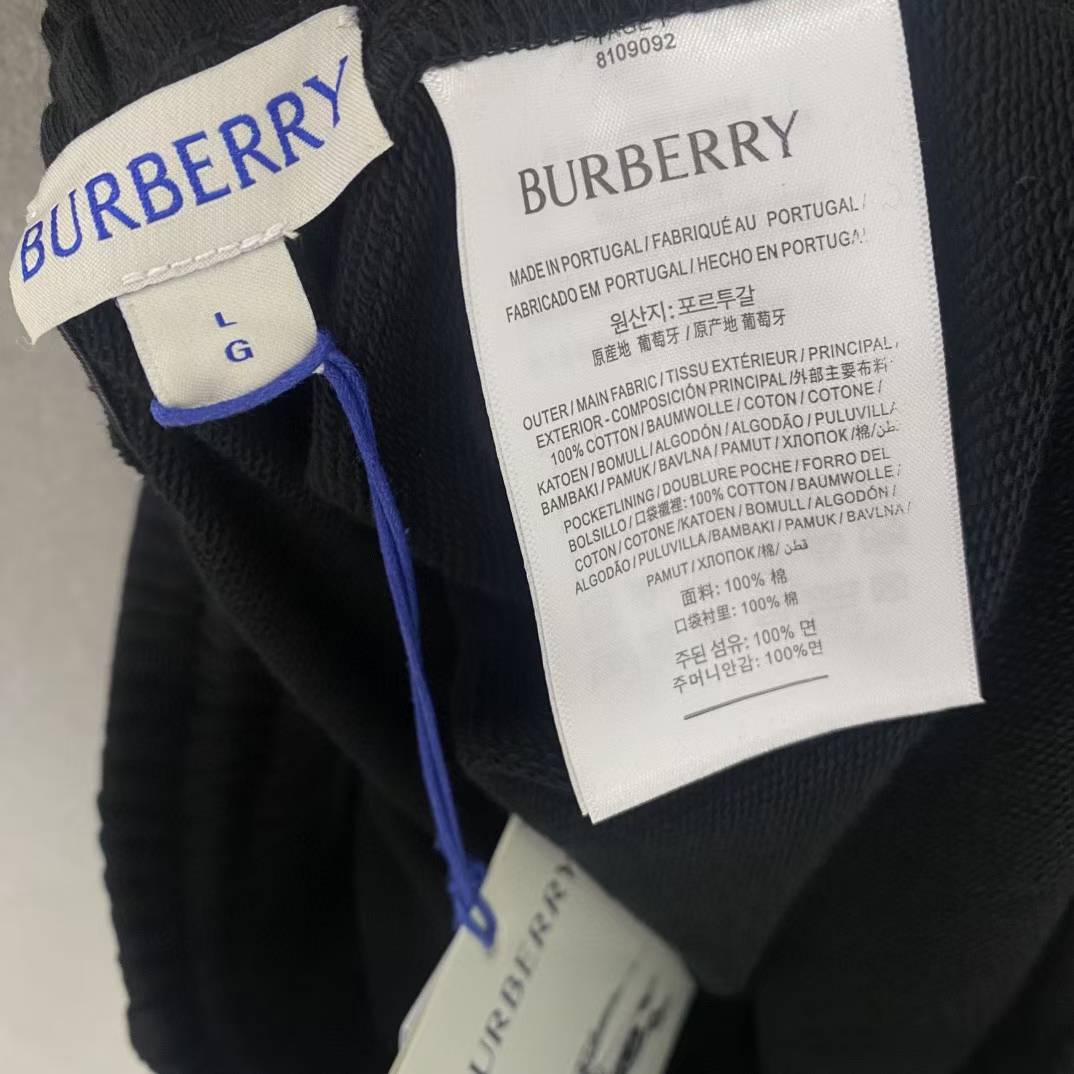 BURBERRY
L
G
8109092
BURBERRY
MADE IN PORTUGAL / FABRIQUÉ AU PORTUGAL /
FABRICADO EM PORTUGAL / HECHO EN PORTUGAL
원산지: 포르투갈
原產地 葡萄牙 / 原产地 葡萄牙
OUTER / MAIN FABRIC / TISSU EXTÉRIEUR / PRINCIPAL /
EXTERIOR - COMPOSICIÓN PRINCIPAL /外部主要布料
100% COTTON / BAUMWOLLE / COTON / COTONE /
KATOEN / BOMULL / ALGODÓN / ALGODÃO / PULUVILLA
BAMBAKI / PAMUK / BAVLNA / PAMUT / ХЛОПОК /棉/ قطن
POCKETLINING / DOUBLURE POCHE / FORRO DEL
BOLSILLO / 口袋襯裡: 100% COTTON / BAUMWOLLE /
COTON / COTONE /KATOEN / BOMULL / ALGODÓN /
ALGODÃO / PULUVILLA /BAMBAKI / PAMUK / BAVLNA /
PAMUT / ХЛОПОК /棉/ قطن
面料: 100% 棉
口袋衬里: 100% 棉
주된 섬유: 100% 면
주머니안감: 100%면
URBERRY